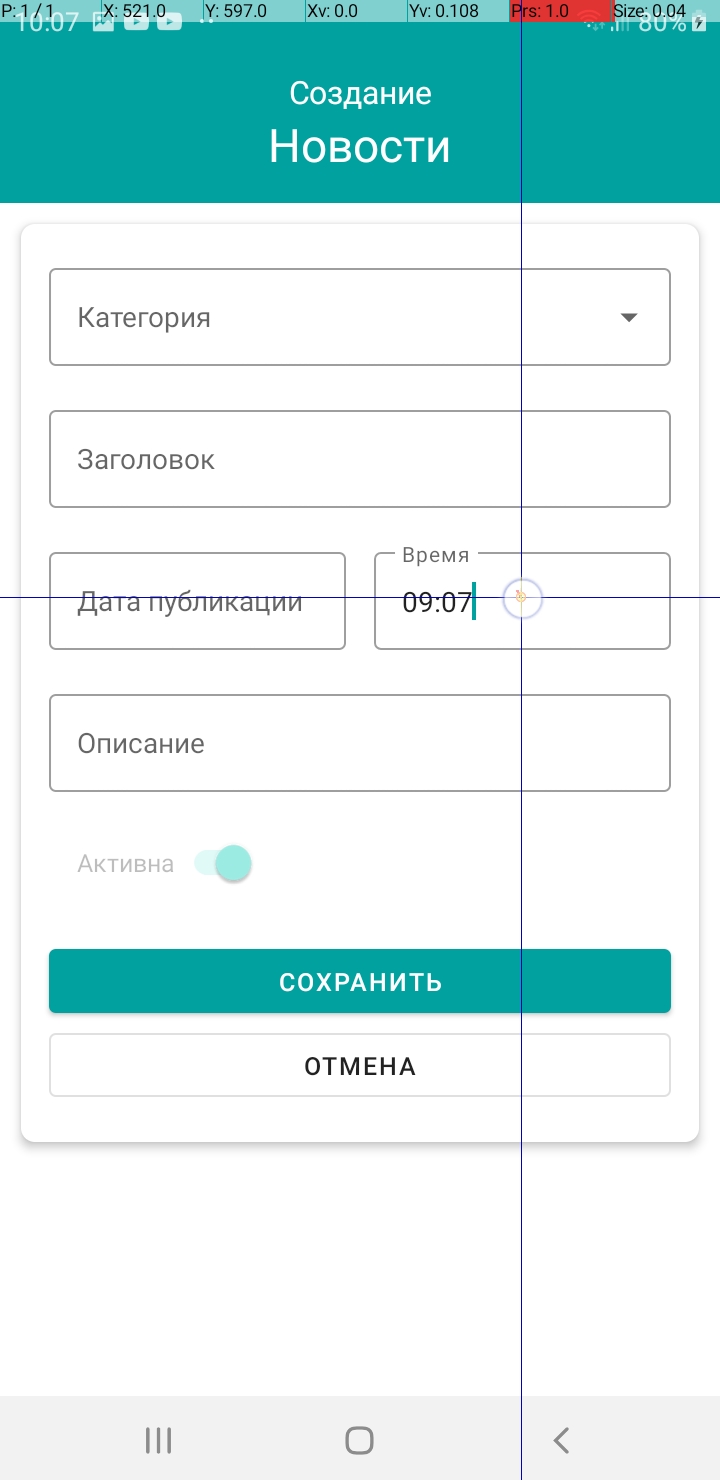 P: 1 / 1 X: 521.0 Y: 597.0 Xv: 0.0 Yv: 0.108 Prs: 1.0 Size: 0.04
10:07 80%
Создание
Новости
Категория
Заголовок
Дата публикации
Время
09:07
Описание
Активна
СОХРАНИТЬ
ОТМЕНА